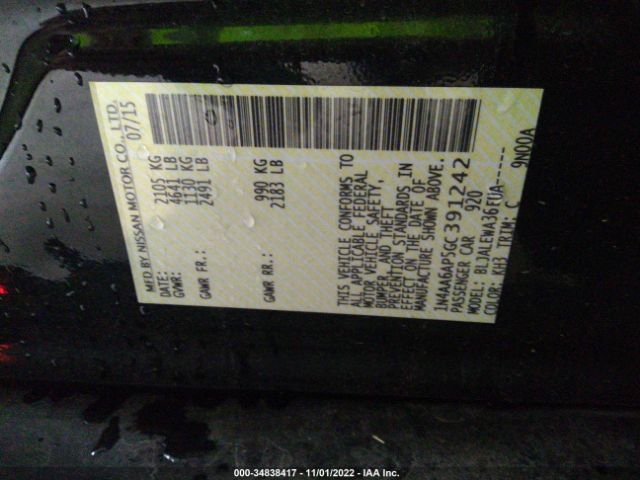 MFD BY NISSAN MOTOR CO., LTD.
DATE: 07/15
GVWR: 2105 KG
4641 LB
GAWR FR.: 1130 KG
2491 LB
GAWR RR.: 990 KG
2183 LB
THIS VEHICLE CONFORMS TO
ALL APPLICABLE FEDERAL
MOTOR VEHICLE SAFETY,
BUMPER, AND THEFT
PREVENTION STANDARDS IN
EFFECT ON THE DATE OF
MANUFACTURE SHOWN ABOVE.
1N4AA6AP5GC391242
PASSENGER CAR 920
MODEL: BLJALEWA36FUA-----
COLOR: KH3 TRIM: C 9N00A
000-34838417 - 11/01/2022 - IAA Inc.